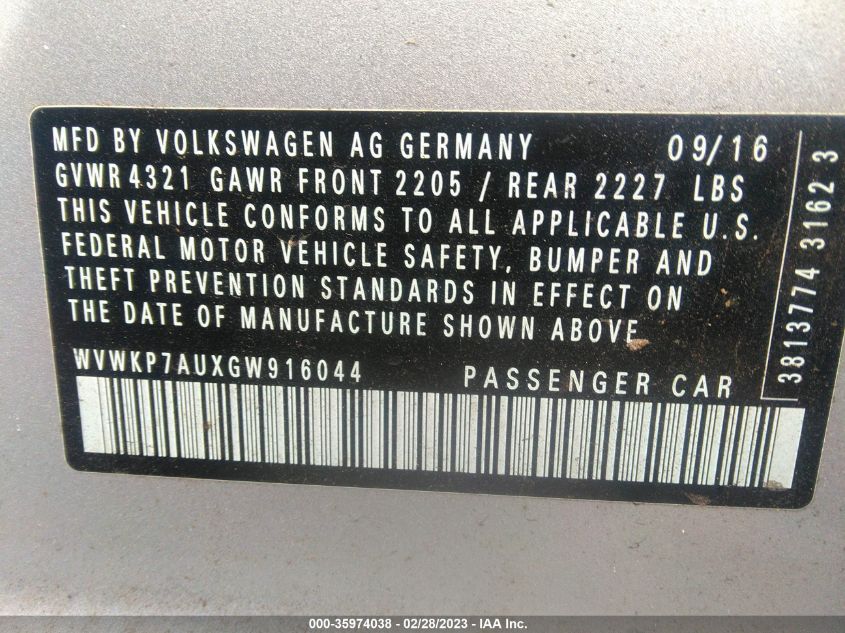 MFD BY VOLKSWAGEN AG GERMANY 09/16
GVWR 4321 GAWR FRONT 2205 / REAR 2227 LBS
THIS VEHICLE CONFORMS TO ALL APPLICABLE U.S.
FEDERAL MOTOR VEHICLE SAFETY, BUMPER AND
THEFT PREVENTION STANDARDS IN EFFECT ON
THE DATE OF MANUFACTURE SHOWN ABOVE
WVWKP7AUXGW916044 PASSENGER CAR
3813774 3162 3
000-35974038 - 02/28/2023 - IAA Inc.